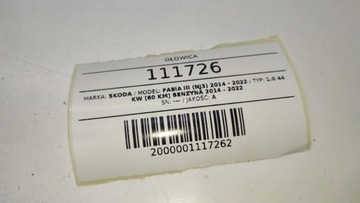 GŁOWICA
111726
MARKA: SKODA / MODEL: FABIA III (NJ3) 2014 - 2022 / TYP: 1.0 44
KW [60 KM] BENZYNA 2014 - 2022
SN: --- / JAKOŚĆ: A
2000001117262